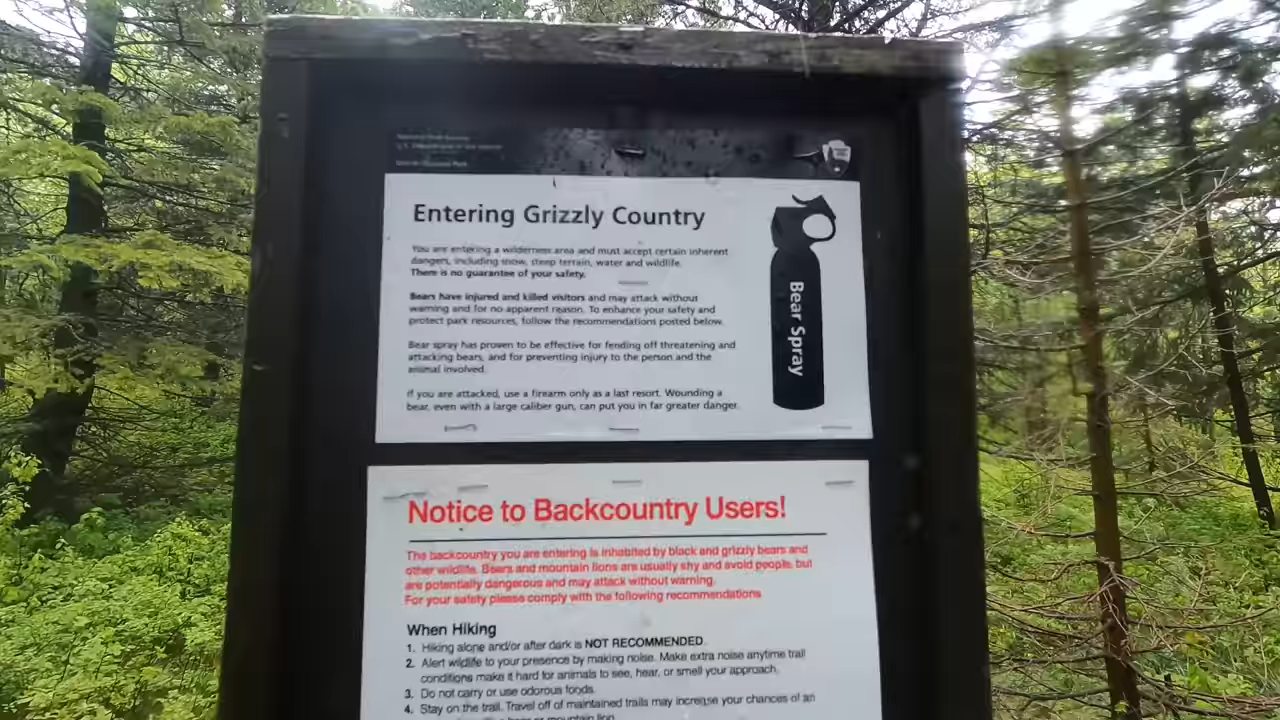 National Park Service
U.S. Department of the Interior
Entering Grizzly Country
You are entering a wilderness area and must accept certain inherent
dangers, including snow, steep terrain, water and wildlife.
There is no guarantee of your safety.
Bears have injured and killed visitors and may attack without
warning and for no apparent reason. To enhance your safety and
protect park resources, follow the recommendations posted below.
Bear spray has proven to be effective for fending off threatening and
attacking bears, and for preventing injury to the person and the
animal involved.
If you are attacked, use a firearm only as a last resort. Wounding a
bear, even with a large caliber gun, can put you in far greater danger.
Bear Spray
Notice to Backcountry Users!
The backcountry you are entering is inhabited by black and grizzly bears and
other wildlife. Bears and mountain lions are usually shy and avoid people, but
are potentially dangerous and may attack without warning.
For your safety please comply with the following recommendations
When Hiking
1. Hiking alone and/or after dark is NOT RECOMMENDED.
2. Alert wildlife to your presence by making noise. Make extra noise anytime trail
conditions make it hard for animals to see, hear, or smell your approach.
3. Do not carry or use odorous foods.
4. Stay on the trail. Travel off of maintained trails may increase your chances of an
bear or mountain lion